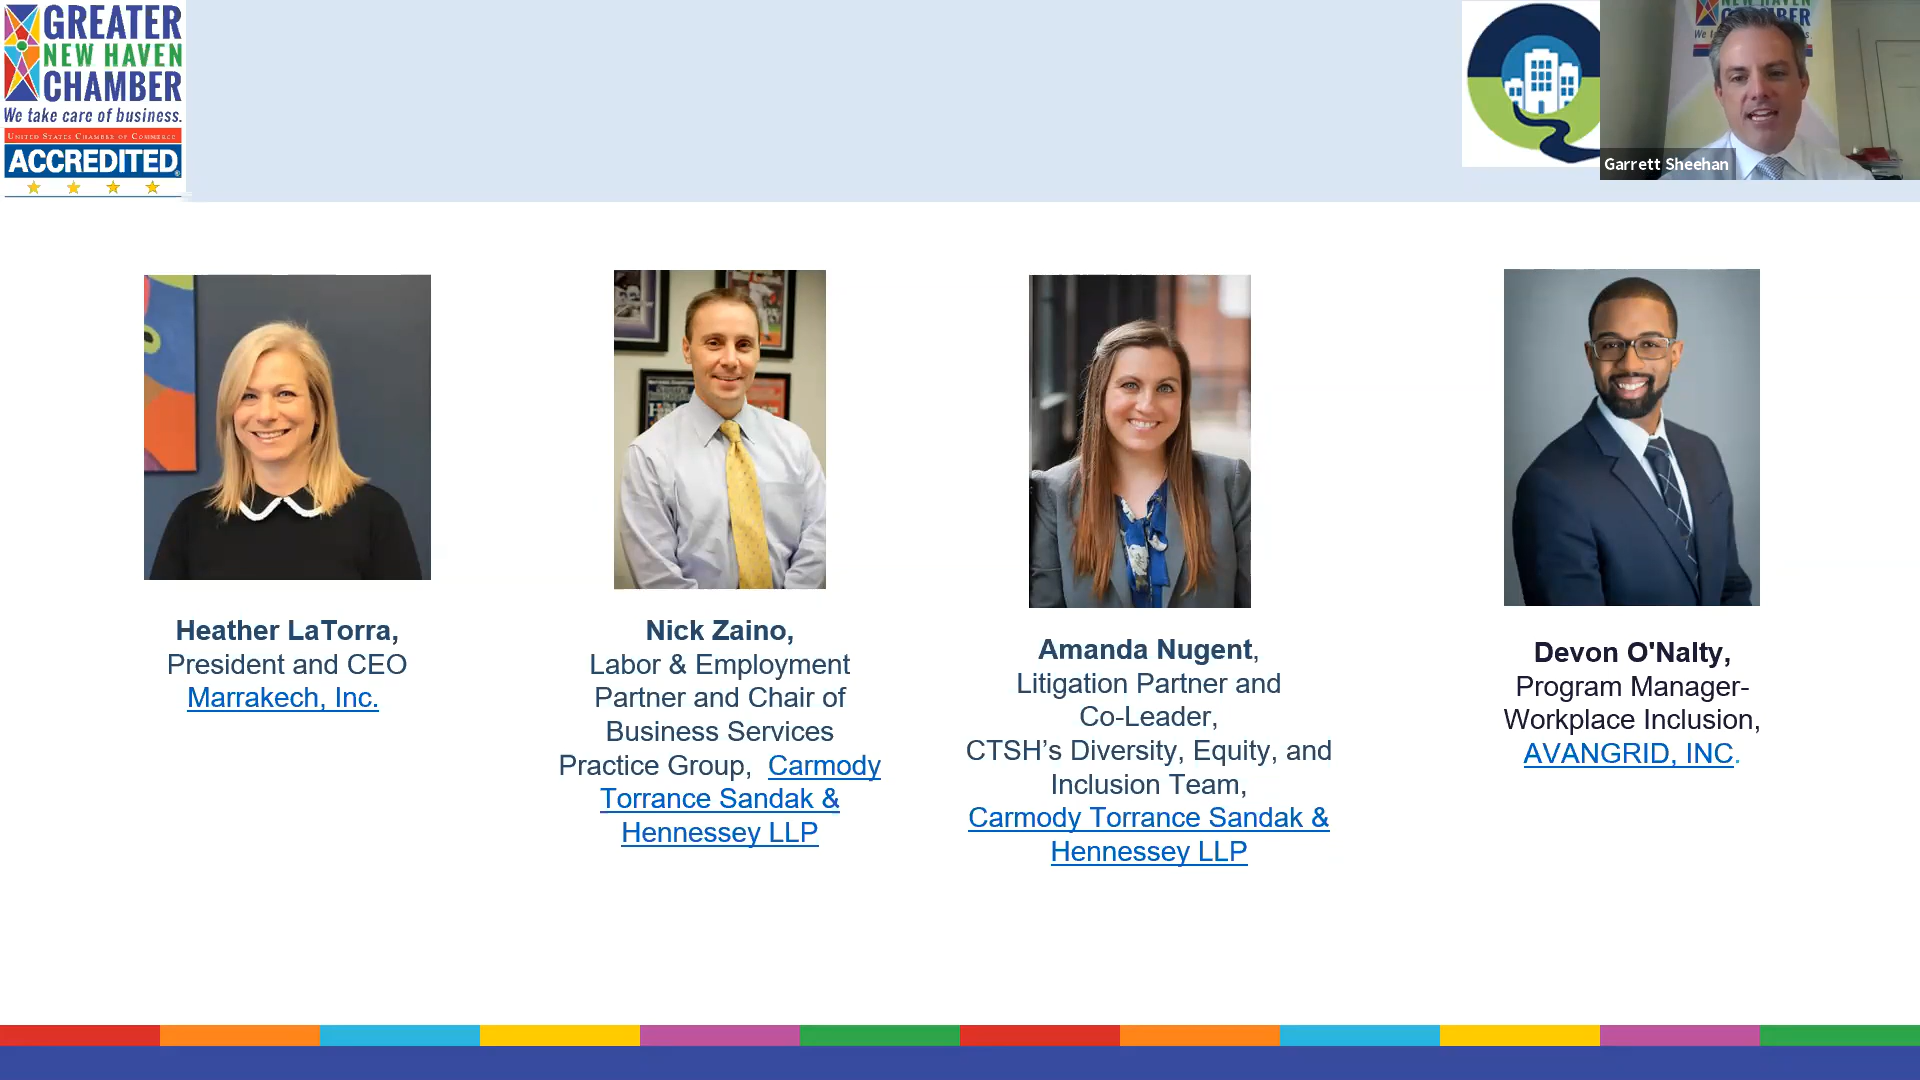 GREATER
NEW HAVEN
CHAMBER
We take care of business.
UNITED STATES CHAMBER OF COMMERCE
ACCREDITED
NEW HAVEN
CHAMBER
Garrett Sheehan
Heather LaTorra,
President and CEO
Marrakech, Inc.
Nick Zaino,
Labor & Employment
Partner and Chair of
Business Services
Practice Group, Carmody
Torrance Sandak &
Hennessey LLP
Amanda Nugent,
Litigation Partner and
Co-Leader,
CTSH’s Diversity, Equity, and
Inclusion Team,
Carmody Torrance Sandak &
Hennessey LLP
Devon O'Nalty,
Program Manager-
Workplace Inclusion,
AVANGRID, INC.